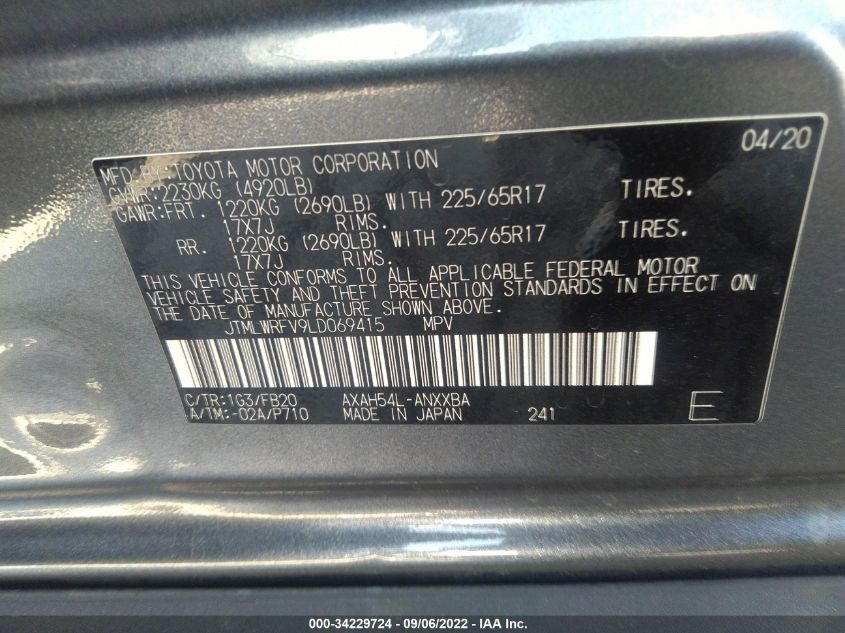 04/20
MFD. BY: TOYOTA MOTOR CORPORATION
GVWR: 2230KG (4920LB)
GAWR: FRT. 1220KG (2690LB) WITH 225/65R17 TIRES.
17X7J RIMS.
RR. 1220KG (2690LB) WITH 225/65R17 TIRES.
17X7J RIMS.
THIS VEHICLE CONFORMS TO ALL APPLICABLE FEDERAL MOTOR
VEHICLE SAFETY AND THEFT PREVENTION STANDARDS IN EFFECT ON
THE DATE OF MANUFACTURE SHOWN ABOVE.
JTMLWRFV9LD069415 MPV
C/TR:1G3/FB20 AXAH54L-ANXXBA
A/TM:-02A/P710 MADE IN JAPAN 241 E
000-34229724 - 09/06/2022 - IAA Inc.